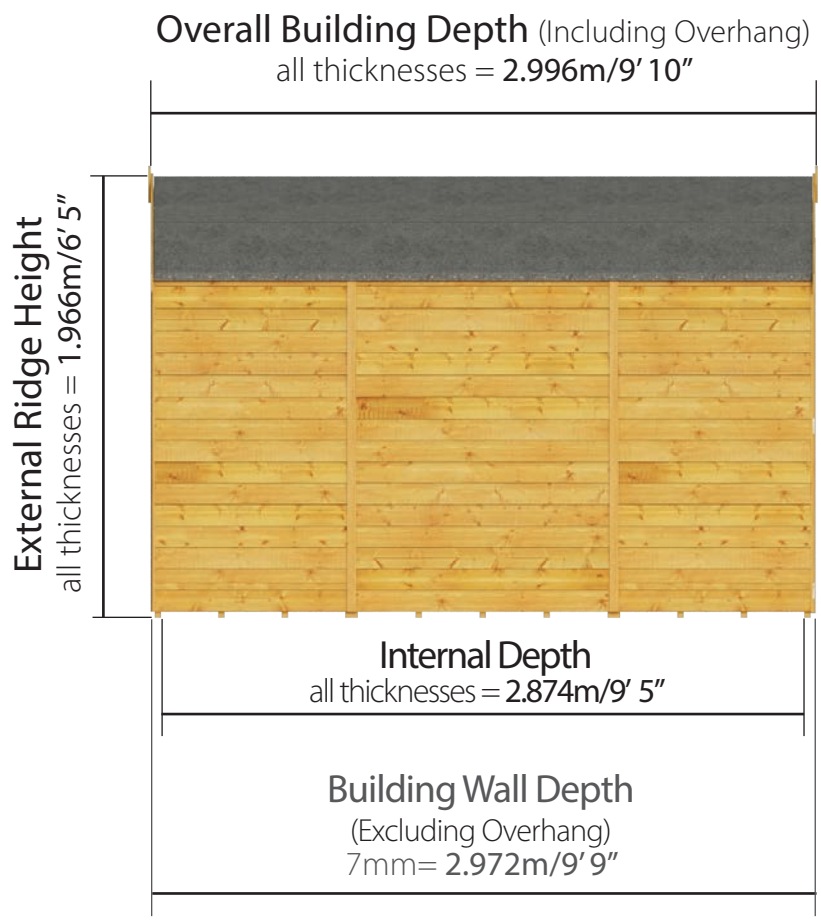 Overall Building Depth (Including Overhang)
all thicknesses = 2.996m/9’ 10”
External Ridge Height
all thicknesses = 1.966m/6’ 5”
Internal Depth
all thicknesses = 2.874m/9’ 5”
Building Wall Depth
(Excluding Overhang)
7mm= 2.972m/9’ 9”